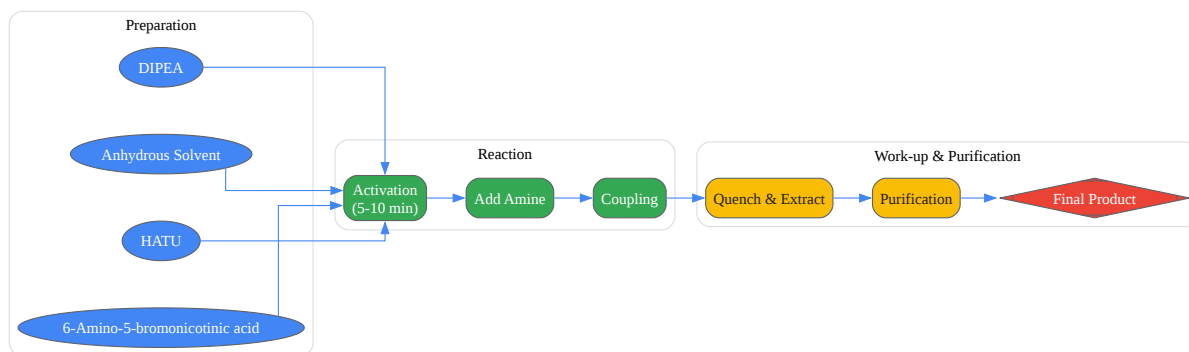 Preparation
DIPEA
Anhydrous Solvent
HATU
6-Amino-5-bromonicotinic acid
Reaction
Activation
(5-10 min)
Add Amine
Coupling
Work-up & Purification
Quench & Extract
Purification
Final Product